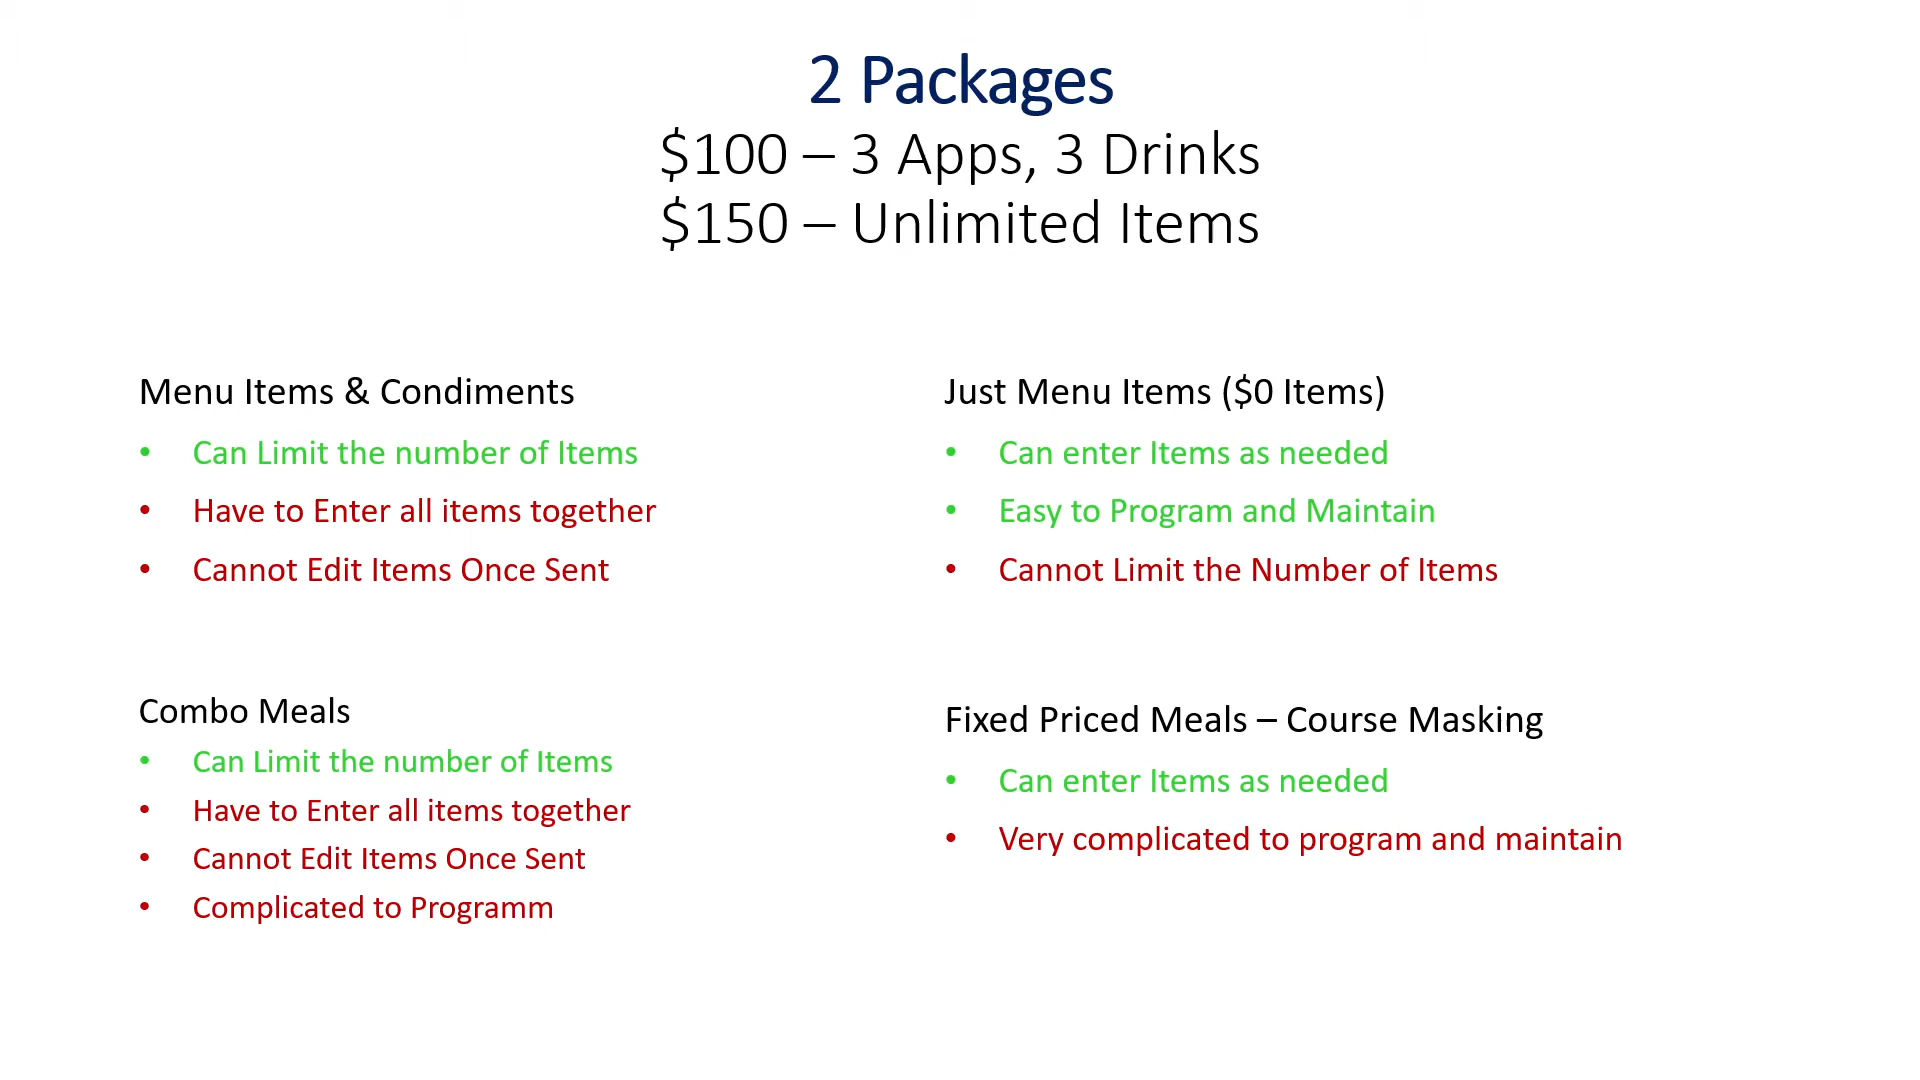 2 Packages
$100 – 3 Apps, 3 Drinks
$150 – Unlimited Items
Menu Items & Condiments
• Can Limit the number of Items
• Have to Enter all items together
• Cannot Edit Items Once Sent
Just Menu Items ($0 Items)
• Can enter Items as needed
• Easy to Program and Maintain
• Cannot Limit the Number of Items
Combo Meals
• Can Limit the number of Items
• Have to Enter all items together
• Cannot Edit Items Once Sent
• Complicated to Programm
Fixed Priced Meals – Course Masking
• Can enter Items as needed
• Very complicated to program and maintain